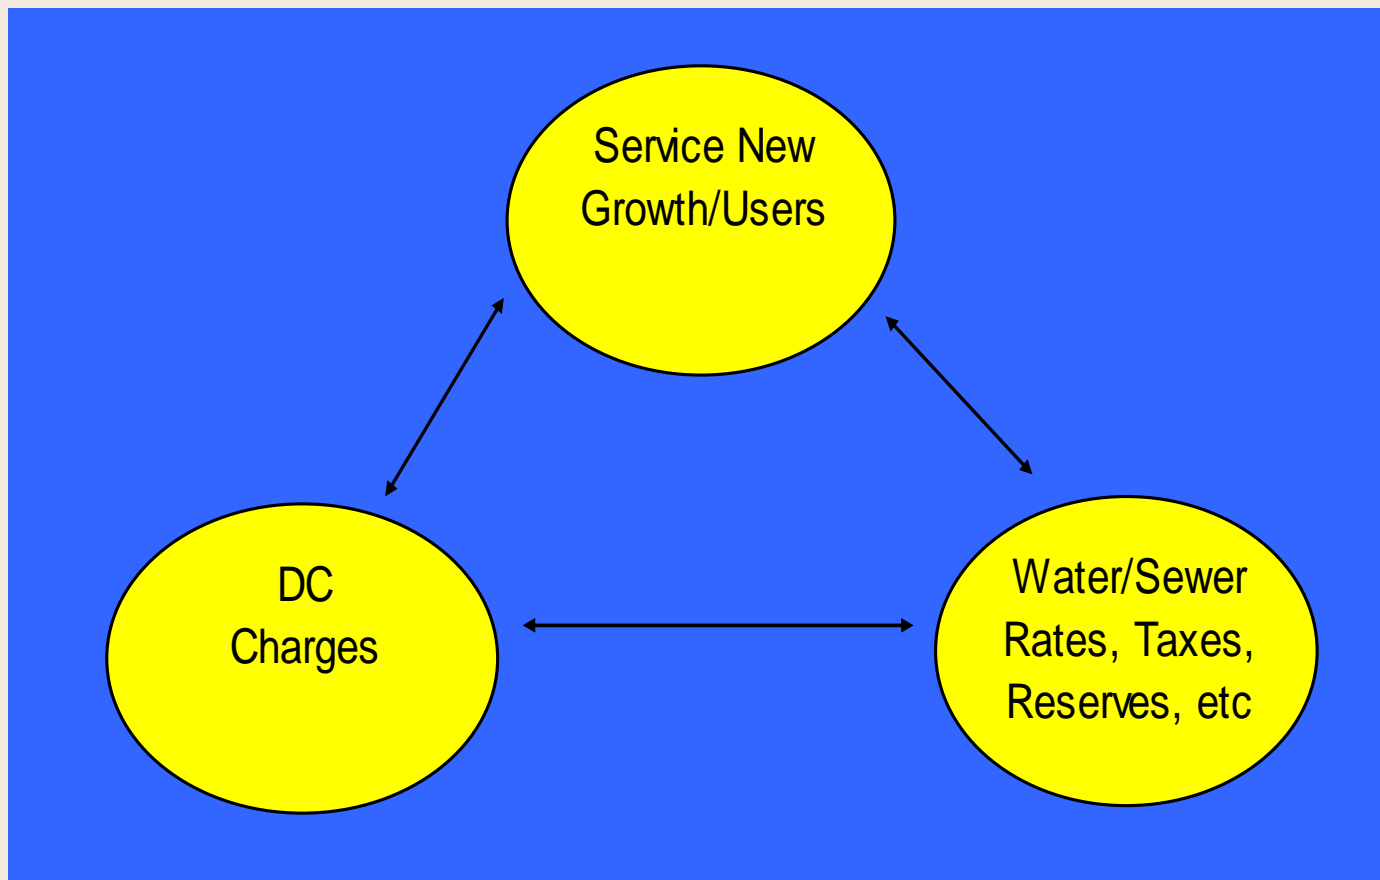 Service New
Growth/Users
DC
Charges
Water/Sewer
Rates, Taxes,
Reserves, etc